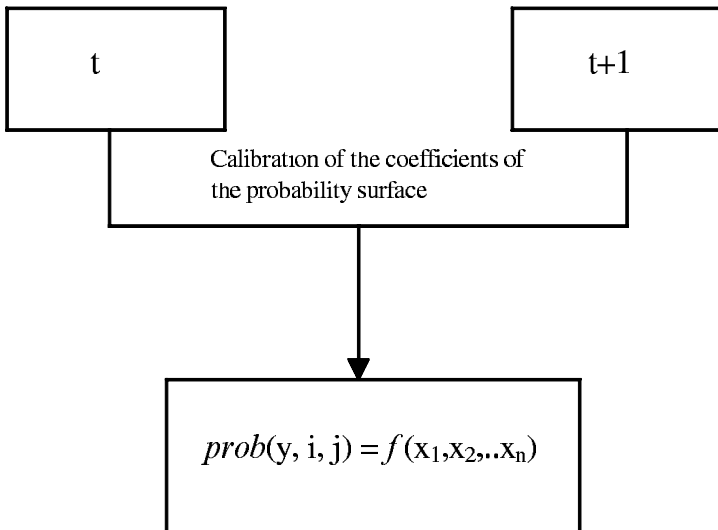 t
t+1
Calibration of the coefficients of
the probability surface
prob(y, i, j) = f(x₁,x₂,..xₙ)